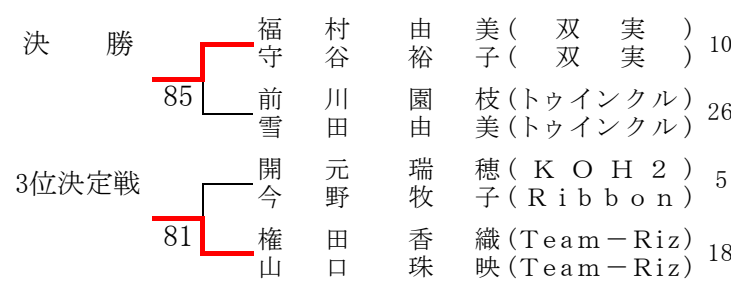 決　勝
福村 由美(双実) 10
守谷 裕子(双実)
85
前川 園枝(トゥインクル) 26
雪田 由美(トゥインクル)
3位決定戦
開元 瑞穂(KOH2) 5
今野 牧子(Ribbon)
81
権田 香織(Team－Riz) 18
山口 珠映(Team－Riz)